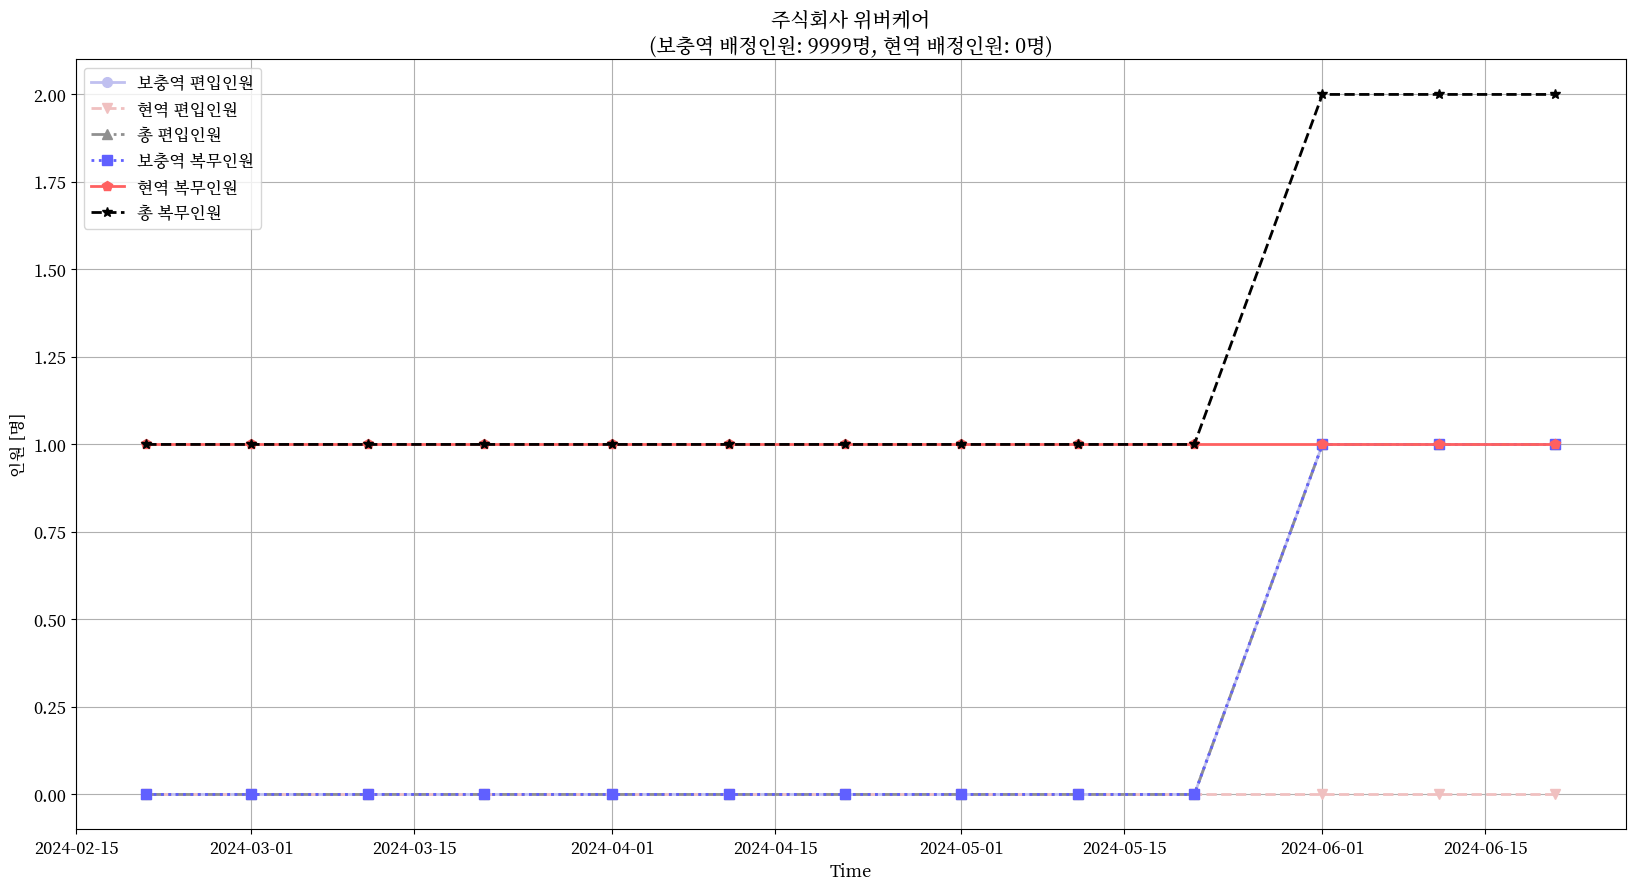 주식회사 위버케어
(보충역 배정인원: 9999명, 현역 배정인원: 0명)
보충역 편입인원
현역 편입인원
총 편입인원
보충역 복무인원
현역 복무인원
총 복무인원
2.00
1.75
1.50
1.25
1.00
0.75
0.50
0.25
0.00
인원 [명]
2024-02-15
2024-03-01
2024-03-15
2024-04-01
2024-04-15
2024-05-01
2024-05-15
2024-06-01
2024-06-15
Time